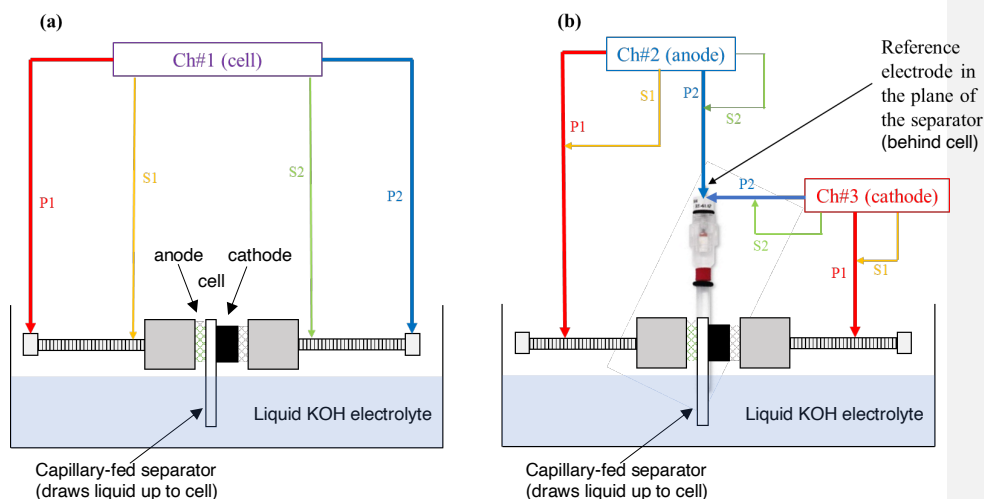 (a)
Ch#1 (cell)
P1
S1
S2
P2
anode
cathode
cell
Liquid KOH electrolyte
Capillary-fed separator
(draws liquid up to cell)
(b)
Ch#2 (anode)
Reference
electrode in
the plane of
the separator
(behind cell)
S1
P2
P1
S2
P2
Ch#3 (cathode)
S2
P1
S1
Liquid KOH electrolyte
Capillary-fed separator
(draws liquid up to cell)